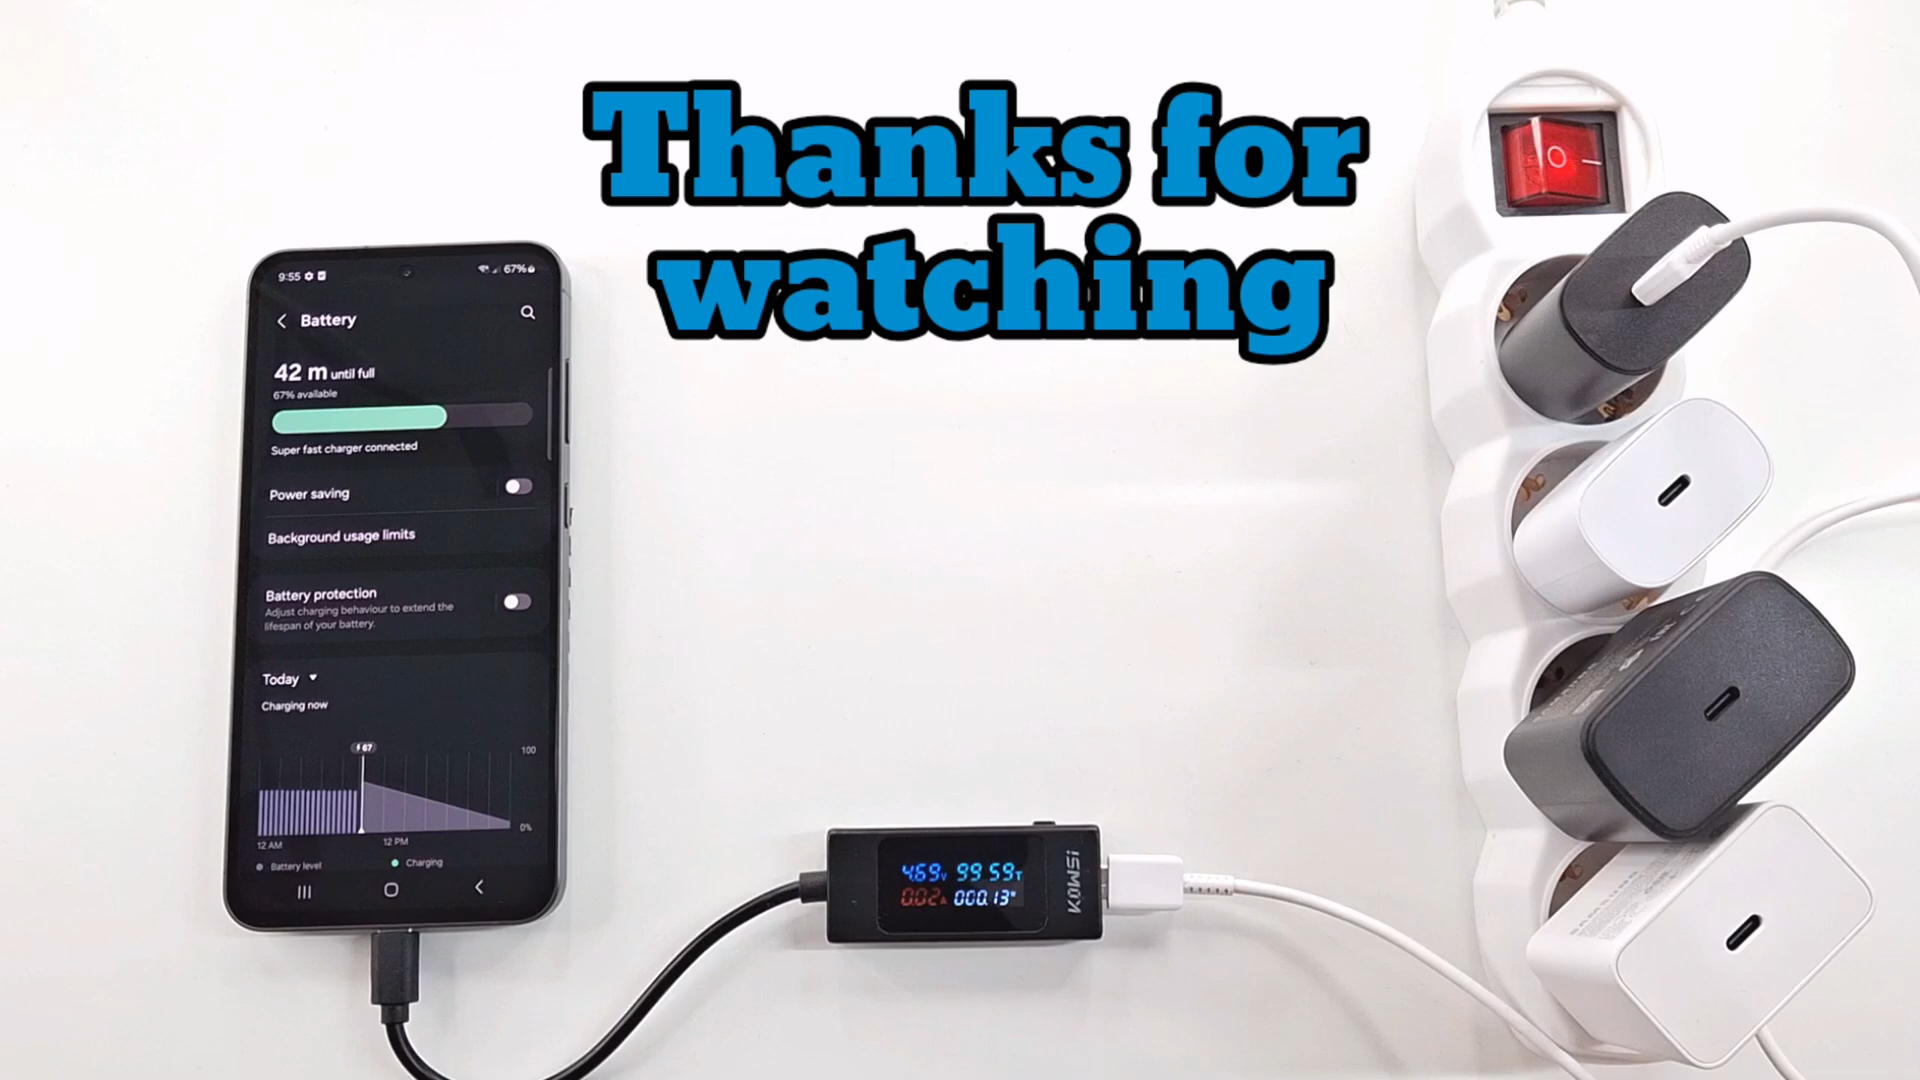 Thanks for
watching
9:55
67%
Battery
42 m until full
67% available
Super fast charger connected
Power saving
Background usage limits
Battery protection
Adjust charging behaviour to extend the
lifespan of your battery.
Today
Charging now
67
100
0%
12 AM
12 PM
Battery level
Charging
4.69V 99 59T
0.02A 000.13
KOWSI
SAMSUNG